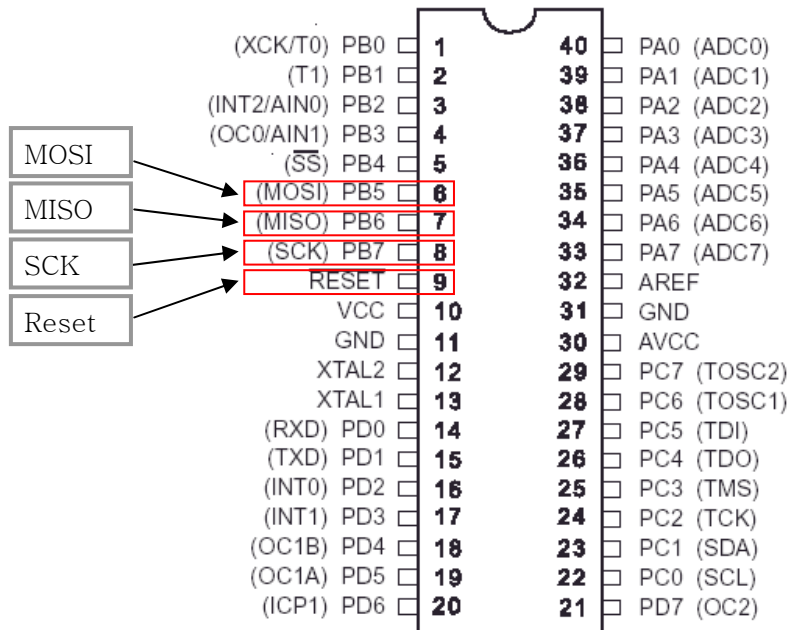 MOSI
MISO
SCK
Reset
(XCK/T0) PB0 1 40 PA0 (ADC0)
(T1) PB1 2 39 PA1 (ADC1)
(INT2/AIN0) PB2 3 38 PA2 (ADC2)
(OC0/AIN1) PB3 4 37 PA3 (ADC3)
(S̅S̅) PB4 5 36 PA4 (ADC4)
(MOSI) PB5 6 35 PA5 (ADC5)
(MISO) PB6 7 34 PA6 (ADC6)
(SCK) PB7 8 33 PA7 (ADC7)
R̅E̅S̅E̅T̅ 9 32 AREF
VCC 10 31 GND
GND 11 30 AVCC
XTAL2 12 29 PC7 (TOSC2)
XTAL1 13 28 PC6 (TOSC1)
(RXD) PD0 14 27 PC5 (TDI)
(TXD) PD1 15 26 PC4 (TDO)
(INT0) PD2 16 25 PC3 (TMS)
(INT1) PD3 17 24 PC2 (TCK)
(OC1B) PD4 18 23 PC1 (SDA)
(OC1A) PD5 19 22 PC0 (SCL)
(ICP1) PD6 20 21 PD7 (OC2)